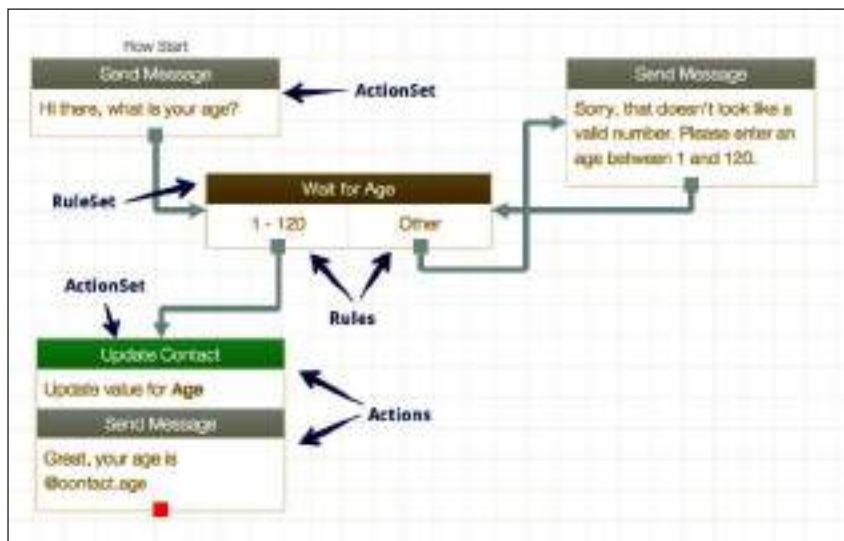 Flow Start
Send Message
Hi there, what is your age?
ActionSet
Send Message
Sorry, that doesn't look like a
valid number. Please enter an
age between 1 and 120.
RuleSet
Wait for Age
1 - 120
Other
Rules
ActionSet
Update Contact
Update value for Age
Send Message
Great, your age is
@contact.age
Actions